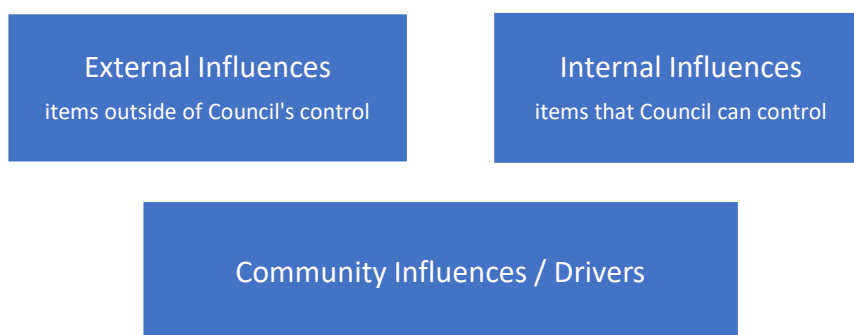 External Influences
items outside of Council's control
Internal Influences
items that Council can control
Community Influences / Drivers